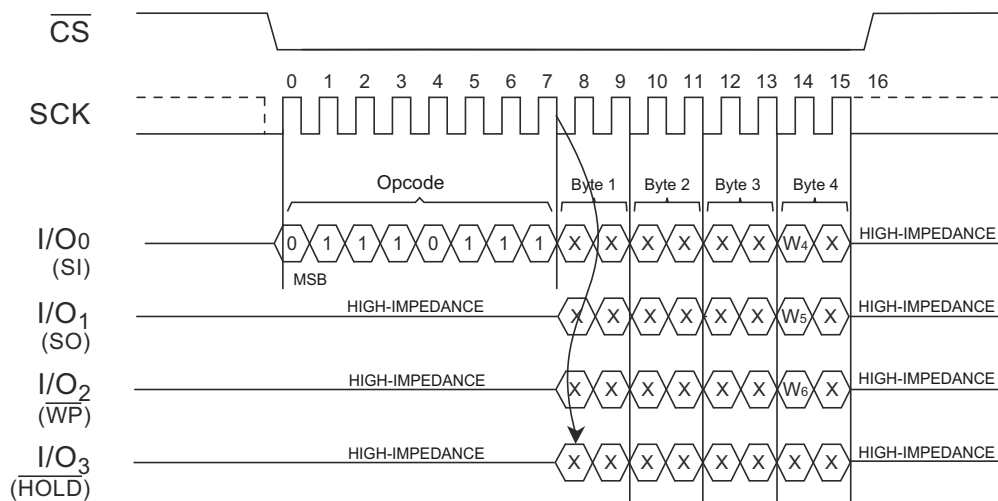 CS
0 1 2 3 4 5 6 7 8 9 10 11 12 13 14 15 16
SCK
Opcode Byte 1 Byte 2 Byte 3 Byte 4
I/O0 0 1 1 1 0 1 1 1 X X X X X X W4 X HIGH-IMPEDANCE
(SI)
MSB
I/O1 HIGH-IMPEDANCE X X X X X X W5 X HIGH-IMPEDANCE
(SO)
I/O2 HIGH-IMPEDANCE X X X X X X W6 X HIGH-IMPEDANCE
(WP)
I/O3 HIGH-IMPEDANCE X X X X X X X X HIGH-IMPEDANCE
(HOLD)